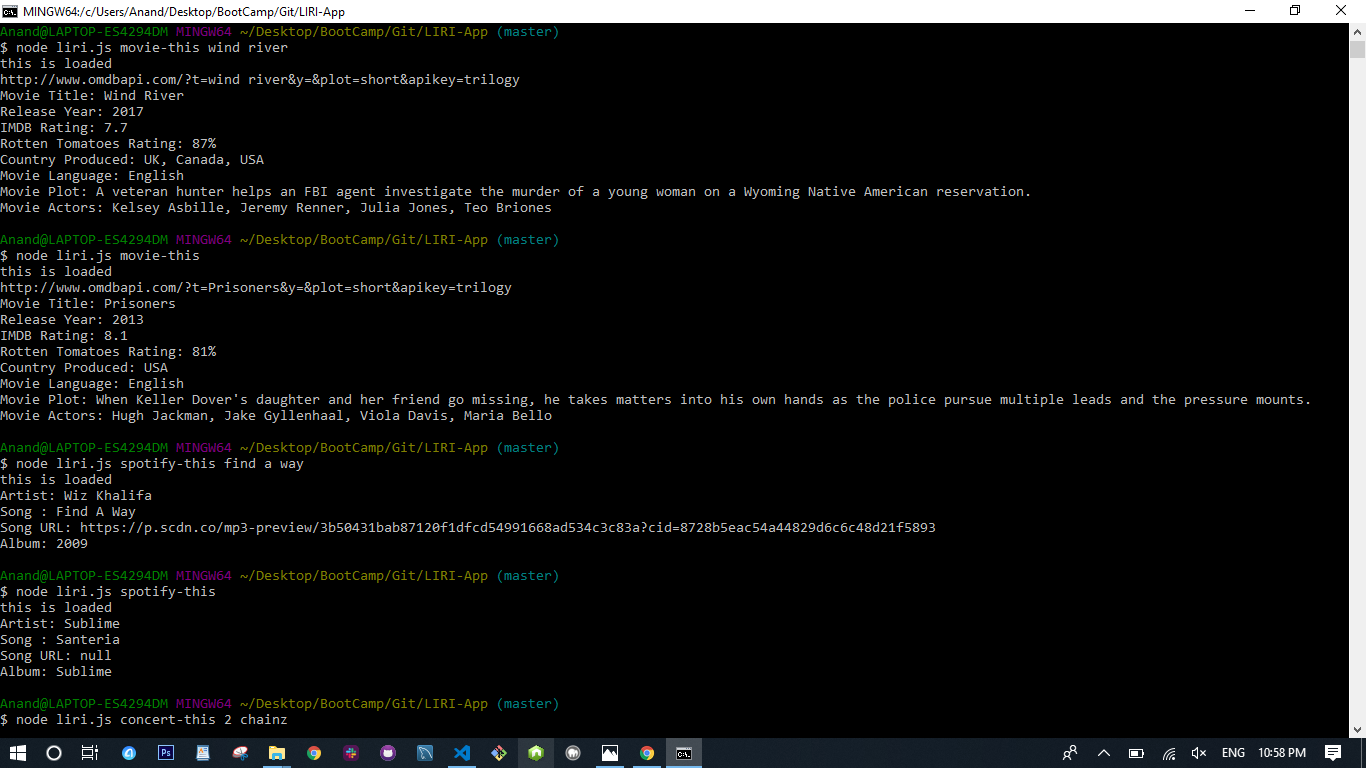 MINGW64:/c/Users/Anand/Desktop/BootCamp/Git/LIRI-App
Anand@LAPTOP-ES4294DM MINGW64 ~/Desktop/BootCamp/Git/LIRI-App (master)
$ node liri.js movie-this wind river
this is loaded
http://www.omdbapi.com/?t=wind river&y=&plot=short&apikey=trilogy
Movie Title: Wind River
Release Year: 2017
IMDB Rating: 7.7
Rotten Tomatoes Rating: 87%
Country Produced: UK, Canada, USA
Movie Language: English
Movie Plot: A veteran hunter helps an FBI agent investigate the murder of a young woman on a Wyoming Native American reservation.
Movie Actors: Kelsey Asbille, Jeremy Renner, Julia Jones, Teo Briones
Anand@LAPTOP-ES4294DM MINGW64 ~/Desktop/BootCamp/Git/LIRI-App (master)
$ node liri.js movie-this
this is loaded
http://www.omdbapi.com/?t=Prisoners&y=&plot=short&apikey=trilogy
Movie Title: Prisoners
Release Year: 2013
IMDB Rating: 8.1
Rotten Tomatoes Rating: 81%
Country Produced: USA
Movie Language: English
Movie Plot: When Keller Dover's daughter and her friend go missing, he takes matters into his own hands as the police pursue multiple leads and the pressure mounts.
Movie Actors: Hugh Jackman, Jake Gyllenhaal, Viola Davis, Maria Bello
Anand@LAPTOP-ES4294DM MINGW64 ~/Desktop/BootCamp/Git/LIRI-App (master)
$ node liri.js spotify-this find a way
this is loaded
Artist: Wiz Khalifa
Song : Find A Way
Song URL: https://p.scdn.co/mp3-preview/3b50431bab87120f1dfcd54991668ad534c3c83a?cid=8728b5eac54a44829d6c6c48d21f5893
Album: 2009
Anand@LAPTOP-ES4294DM MINGW64 ~/Desktop/BootCamp/Git/LIRI-App (master)
$ node liri.js spotify-this
this is loaded
Artist: Sublime
Song : Santeria
Song URL: null
Album: Sublime
Anand@LAPTOP-ES4294DM MINGW64 ~/Desktop/BootCamp/Git/LIRI-App (master)
$ node liri.js concert-this 2 chainz
Ps
ENG
10:58 PM